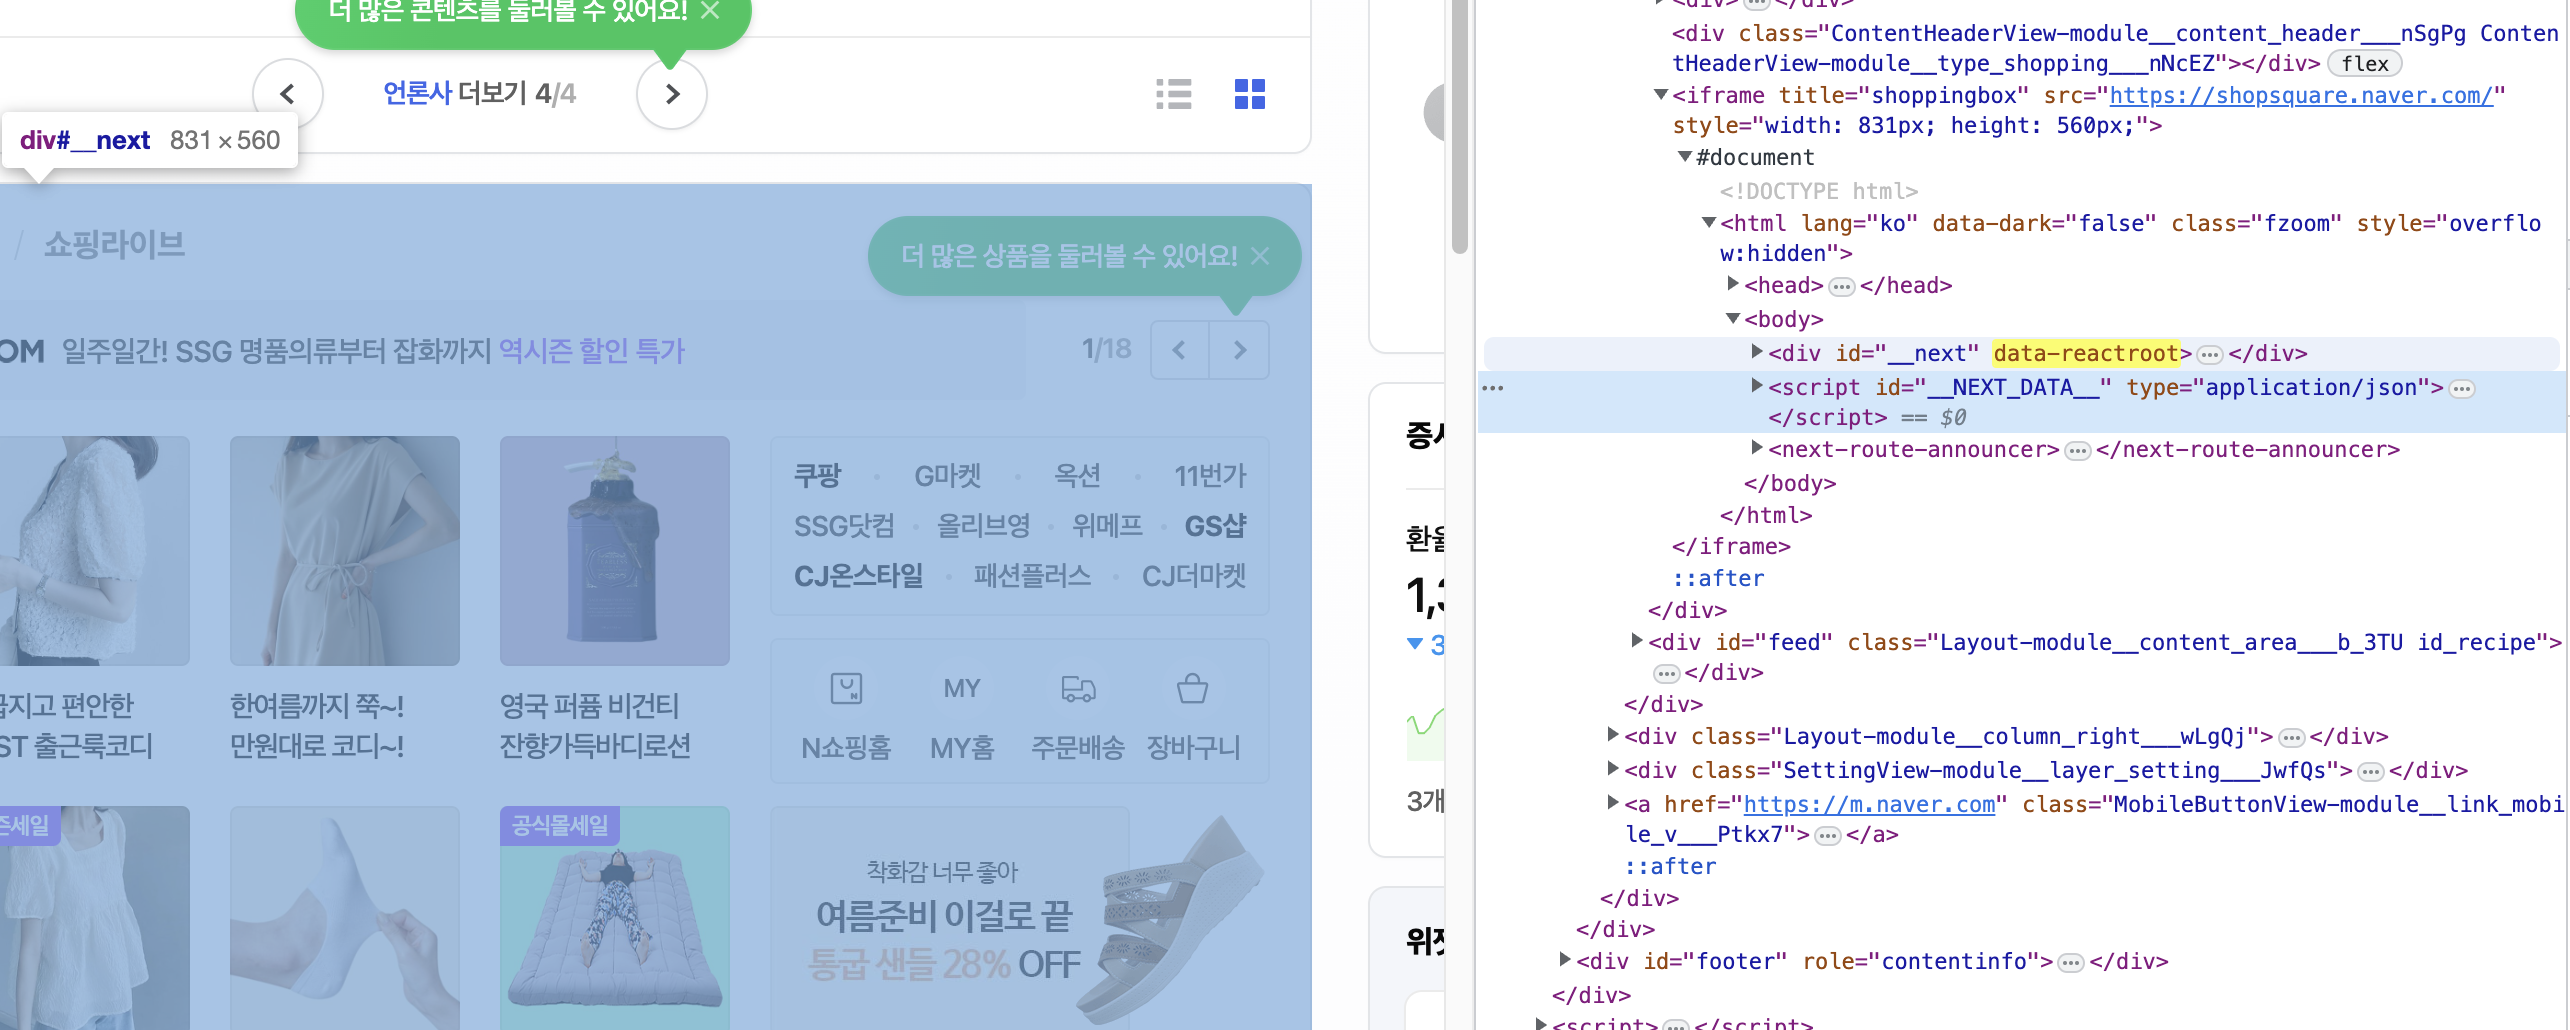 더 많은 콘텐츠를 둘러볼 수 있어요!
언론사 더보기 4/4
div#__next 831 × 560
/ 쇼핑라이브
더 많은 상품을 둘러볼 수 있어요!
OM 일주일간! SSG 명품의류부터 잡화까지 역시즌 할인 특가
1/18
쿠팡 · G마켓 · 옥션 · 11번가
SSG닷컴 · 올리브영 · 위메프 · GS샵
CJ온스타일 · 패션플러스 · CJ더마켓
지고 편안한
ST 출근룩코디
한여름까지 쭉~!
만원대로 코디~!
영국 퍼퓸 비건티
잔향가득바디로션
N쇼핑홈
MY
MY홈
주문배송
장바구니
세일
공식몰세일
착화감 너무 좋아
여름준비 이걸로 끝
통굽 샌들 28% OFF
증시
환율
1,3
3
3개
위젯
<div>…</div>
<div class="ContentHeaderView-module__content_header___nSgPg Conten
tHeaderView-module__type_shopping___nNcEZ"></div> flex
<iframe title="shoppingbox" src="https://shopsquare.naver.com/"
style="width: 831px; height: 560px;">
#document
<!DOCTYPE html>
<html lang="ko" data-dark="false" class="fzoom" style="overflo
w:hidden">
<head>…</head>
<body>
<div id="__next" data-reactroot>…</div>
… <script id="__NEXT_DATA__" type="application/json">…
</script> == $0
<next-route-announcer>…</next-route-announcer>
</body>
</html>
</iframe>
::after
</div>
<div id="feed" class="Layout-module__content_area___b_3TU id_recipe">
…</div>
</div>
<div class="Layout-module__column_right___wLgQj">…</div>
<div class="SettingView-module__layer_setting___JwfQs">…</div>
<a href="https://m.naver.com" class="MobileButtonView-module__link_mobi
le_v___Ptkx7">…</a>
::after
</div>
</div>
<div id="footer" role="contentinfo">…</div>
</div>
<script>…</script>